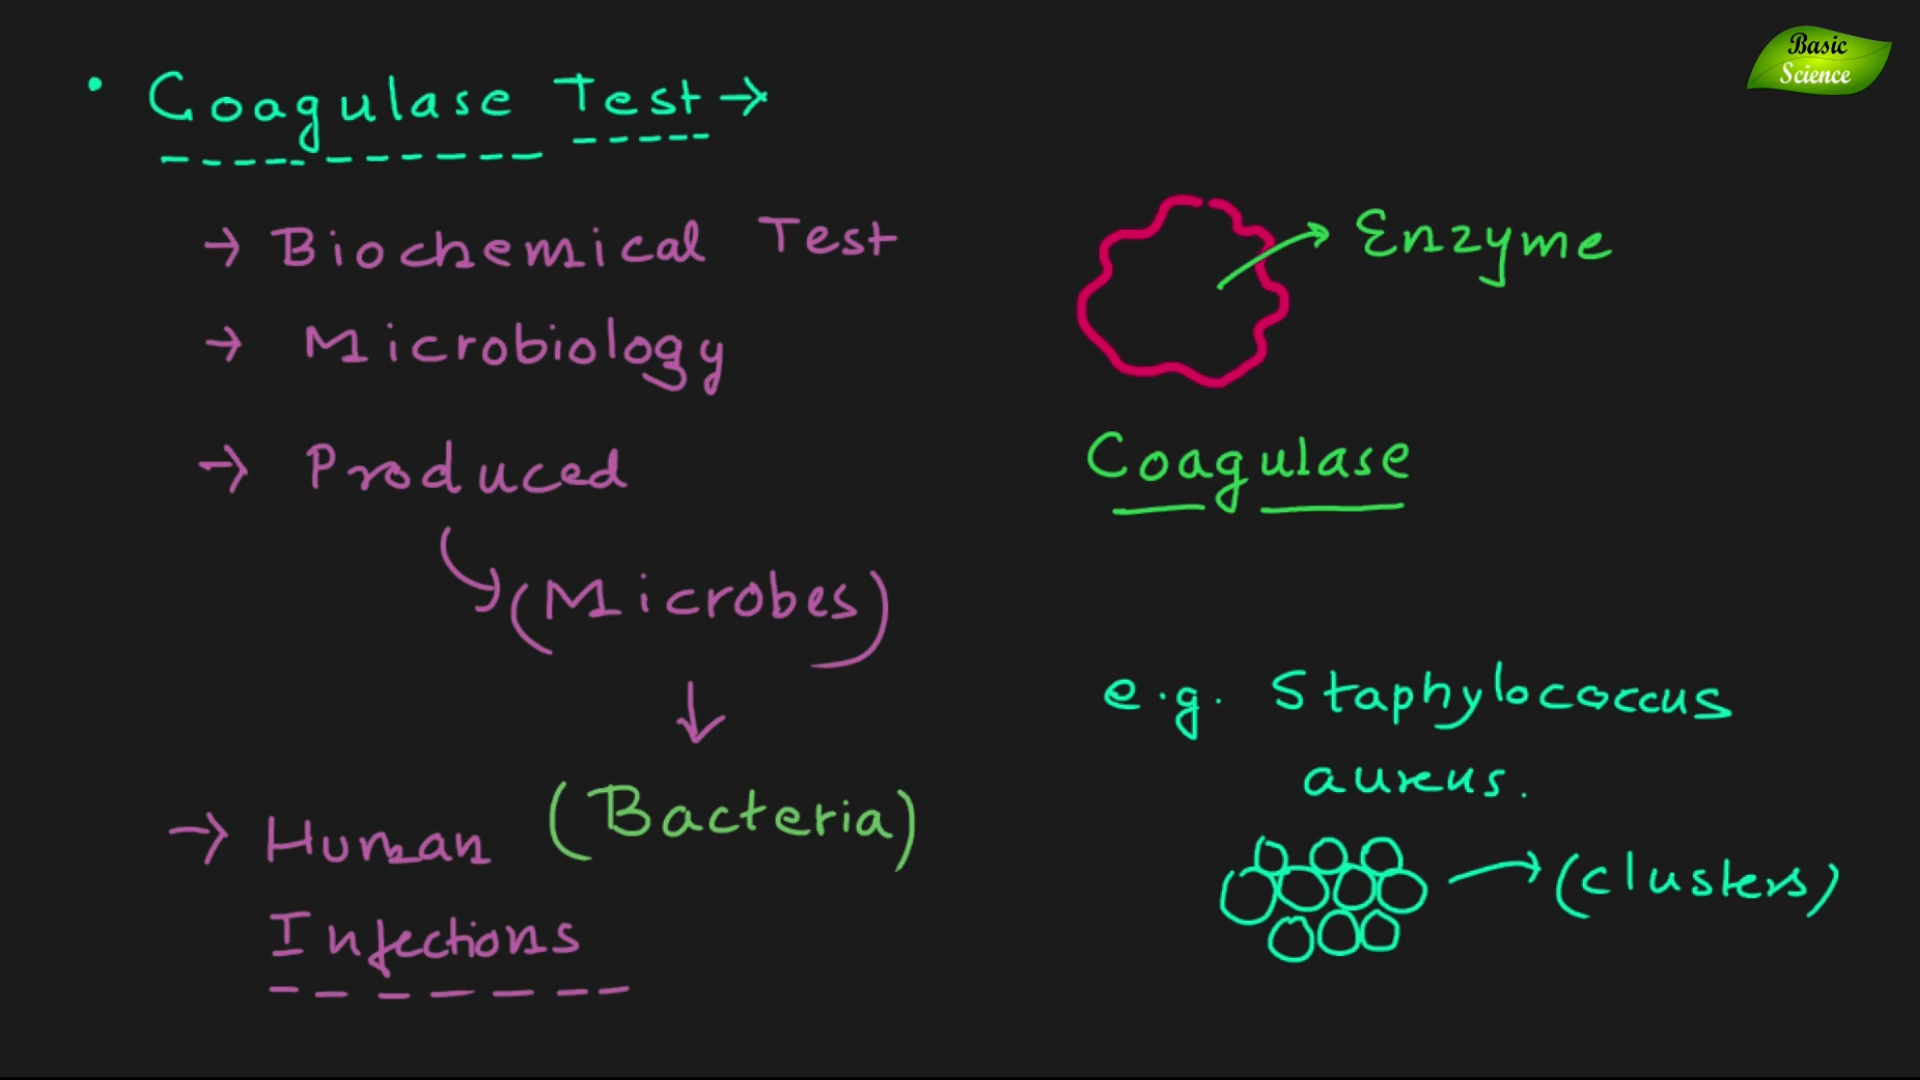 • Coagulase Test →
→ Biochemical Test
→ Microbiology
→ Produced
(Microbes)
(Bacteria)
→ Human
Infections
Enzyme
Coagulase
e.g. Staphylococcus
aureus.
(clusters)
Basic
Science